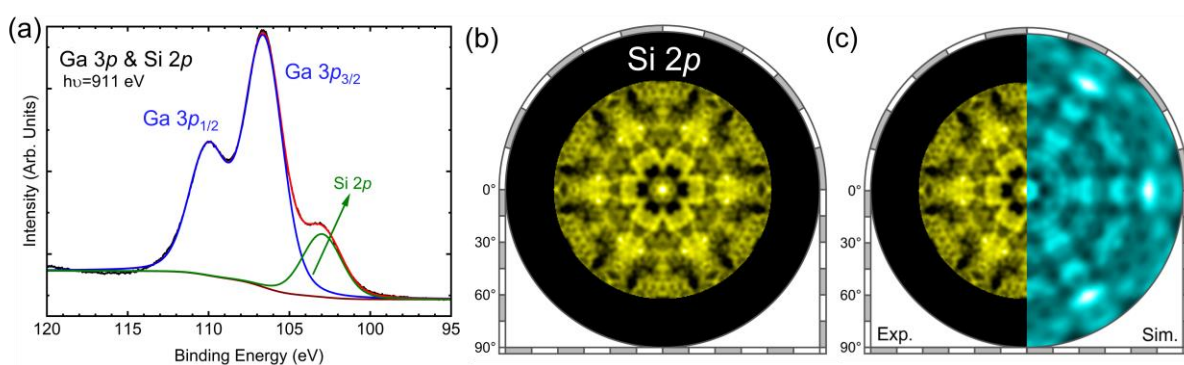 (a)
Ga 3p & Si 2p
hυ=911 eV
Ga 3p3/2
Ga 3p1/2
Si 2p
Intensity (Arb. Units)
120 115 110 105 100 95
Binding Energy (eV)
(b)
Si 2p
0°
30°
60°
90°
(c)
0°
30°
60°
90°
Exp.
Sim.